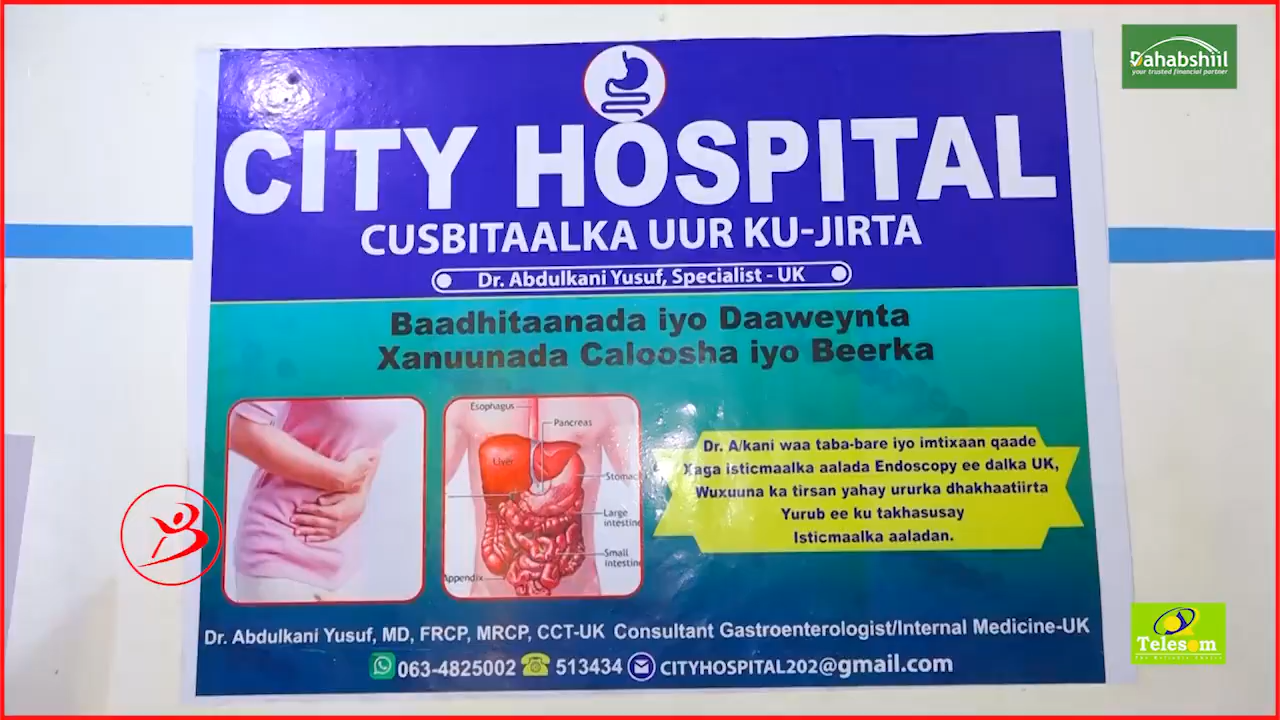 Dahabshiil
your trusted financial partner
CITY HOSPITAL
CUSBITAALKA UUR KU-JIRTA
Dr. Abdulkani Yusuf, Specialist - UK
Baadhitaanada iyo Daaweynta
Xanuunada Caloosha iyo Beerka
Esophagus
Pancreas
Liver
Stomac
Large
intestine
Small
intestine
Appendix
Dr. A/kani waa taba-bare iyo imtixaan qaade
Xaga isticmaalka aalada Endoscopy ee dalka UK,
Wuxuuna ka tirsan yahay ururka dhakhaatiirta
Yurub ee ku takhasusay
Isticmaalka aaladan.
Dr. Abdulkani Yusuf, MD, FRCP, MRCP, CCT-UK Consultant Gastroenterologist/Internal Medicine-UK
063-4825002 513434 CITYHOSPITAL202@gmail.com
B
Telesom
The Reliable Choice